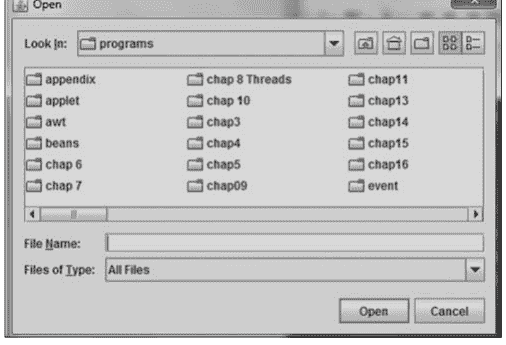 Open
Look in: programs
appendix chap 8 Threads chap11
applet chap 10 chap13
awt chap3 chap14
beans chap4 chap15
chap 6 chap5 chap16
chap 7 chap09 event
File Name:
Files of Type: All Files
Open Cancel